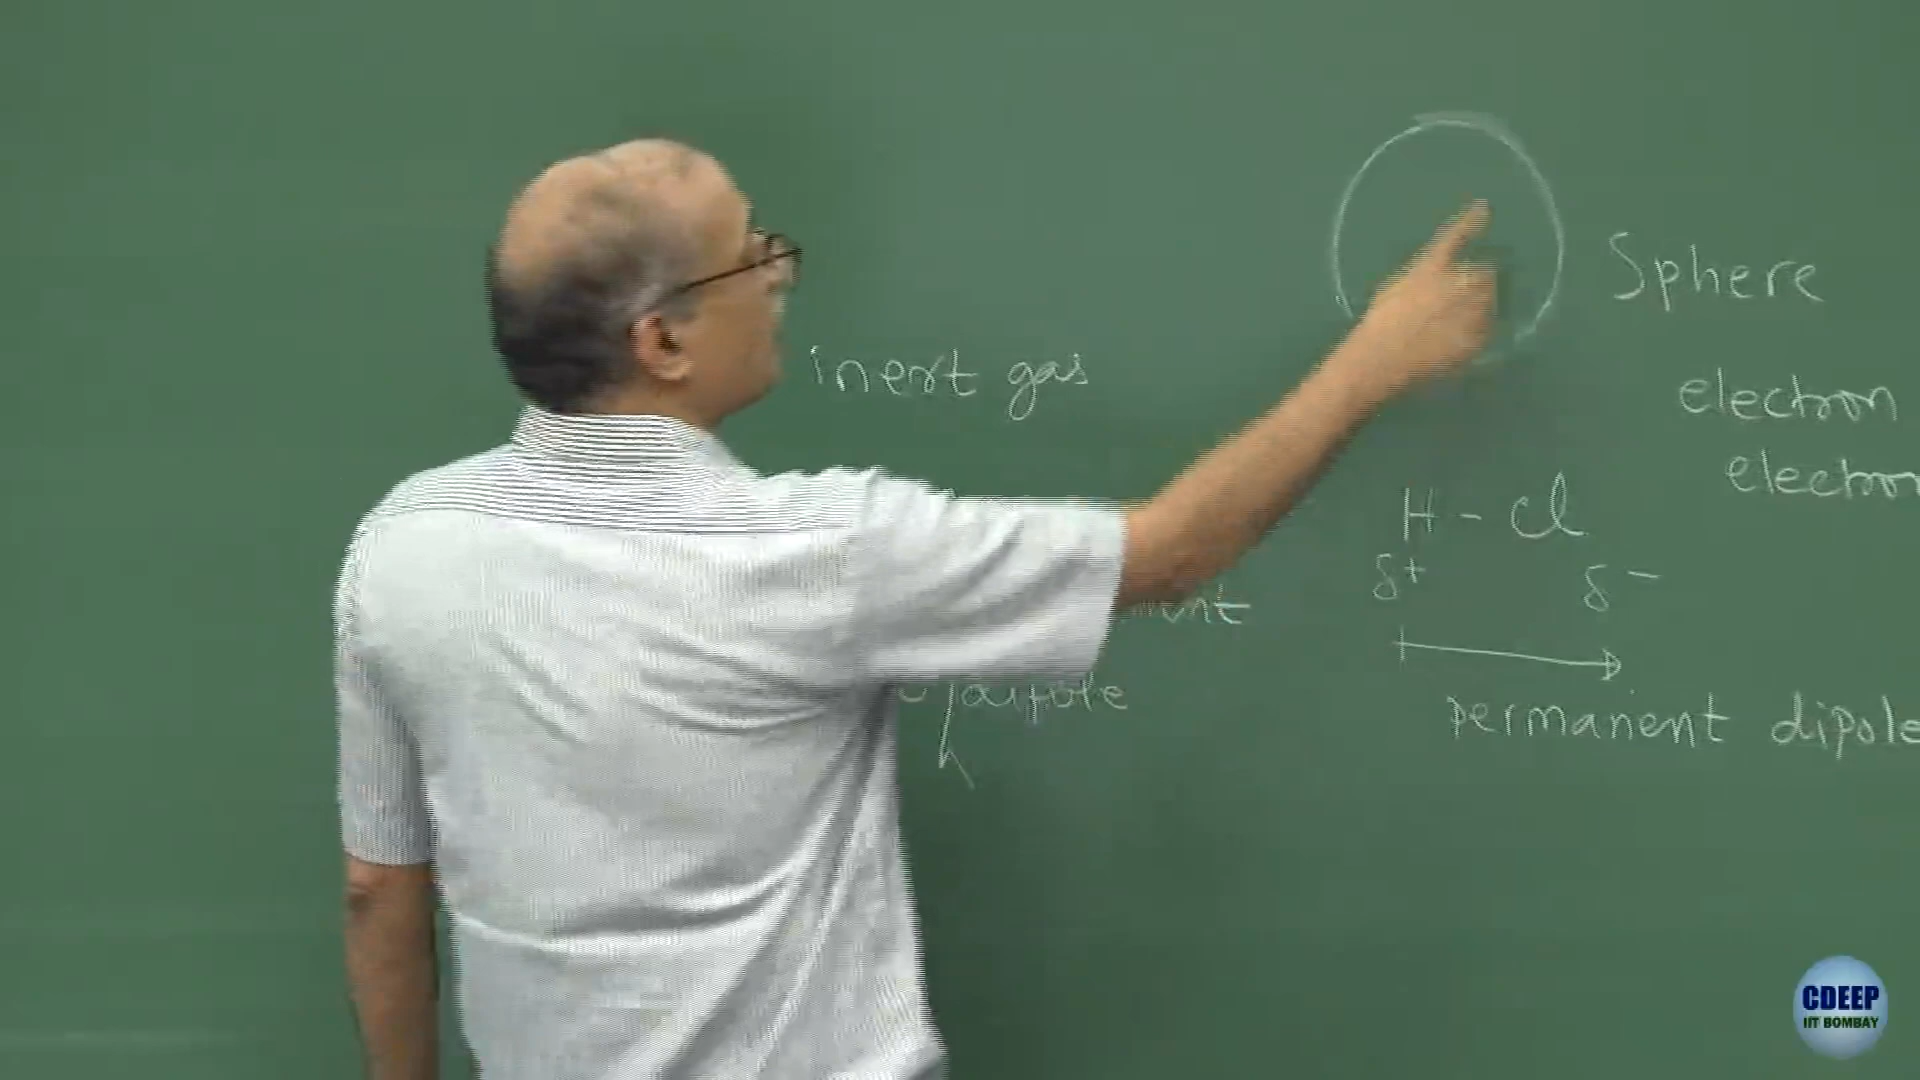 Sphere
inert gas
electron
electron
H - Cl
δ+ δ-
permanent dipole
CDEEP
IIT BOMBAY